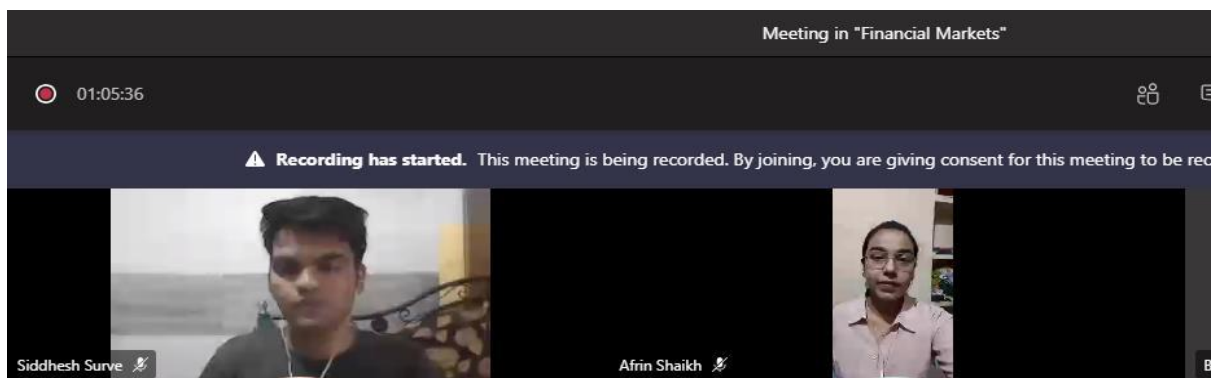 Meeting in "Financial Markets"
01:05:36
Recording has started. This meeting is being recorded. By joining, you are giving consent for this meeting to be rec
Siddhesh Surve
Afrin Shaikh
B